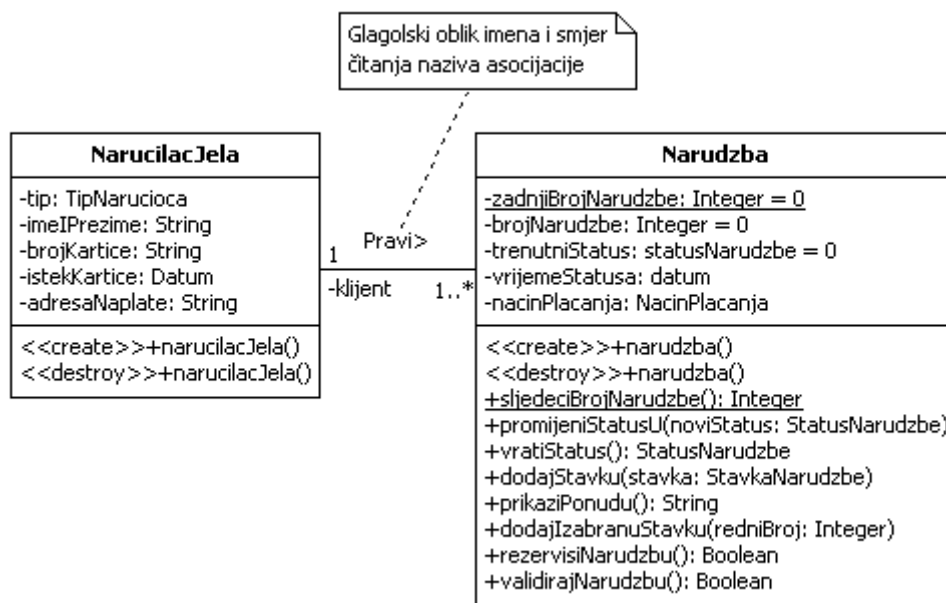 Glagolski oblik imena i smjer
čitanja naziva asocijacije
NarucilacJela
-tip: TipNarucioca
-imeIPrezime: String
-brojKartice: String
-istekKartice: Datum
-adresaNaplate: String
<<create>>+narucilacJela()
<<destroy>>+narucilacJela()
Pravi>
1
-klijent
1..*
Narudzba
-zadnjiBrojNarudzbe: Integer = 0
-brojNarudzbe: Integer = 0
-trenutniStatus: statusNarudzbe = 0
-vrijemeStatusa: datum
-nacinPlacanja: NacinPlacanja
<<create>>+narudzba()
<<destroy>>+narudzba()
+sljedeciBrojNarudzbe(): Integer
+promijeniStatusU(noviStatus: StatusNarudzbe)
+vratiStatus(): StatusNarudzbe
+dodajStavku(stavka: StavkaNarudzbe)
+prikaziPonudu(): String
+dodajIzabranuStavku(redniBroj: Integer)
+rezervisiNarudzbu(): Boolean
+validirajNarudzbu(): Boolean